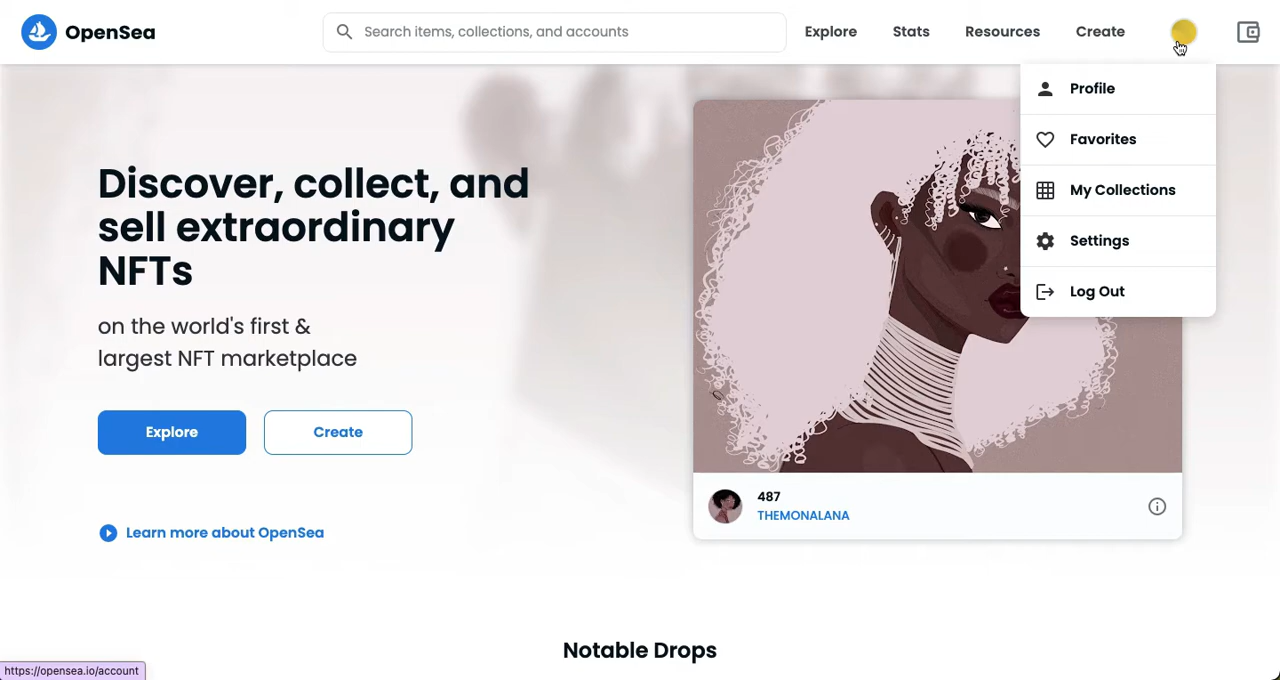 OpenSea
Search items, collections, and accounts
Explore
Stats
Resources
Create
Profile
Favorites
My Collections
Settings
Log Out
Discover, collect, and
sell extraordinary
NFTs
on the world's first &
largest NFT marketplace
Explore
Create
Learn more about OpenSea
487
THEMONALANA
Notable Drops
https://opensea.io/account